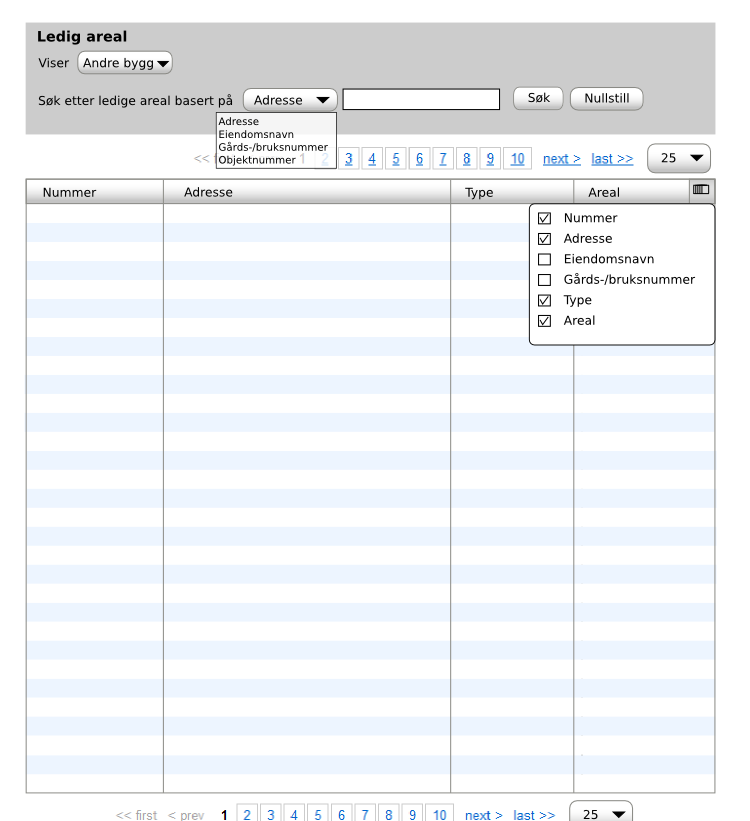 Ledig areal
Viser Andre bygg
Søk etter ledige areal basert på Adresse Søk Nullstill
Adresse
Eiendomsnavn
Gårds-/bruksnummer
Objektnummer
<< 1 2 3 4 5 6 7 8 9 10 next > last >> 25
Nummer Adresse Type Areal
Nummer
Adresse
Eiendomsnavn
Gårds-/bruksnummer
Type
Areal
<< first < prev 1 2 3 4 5 6 7 8 9 10 next > last >> 25